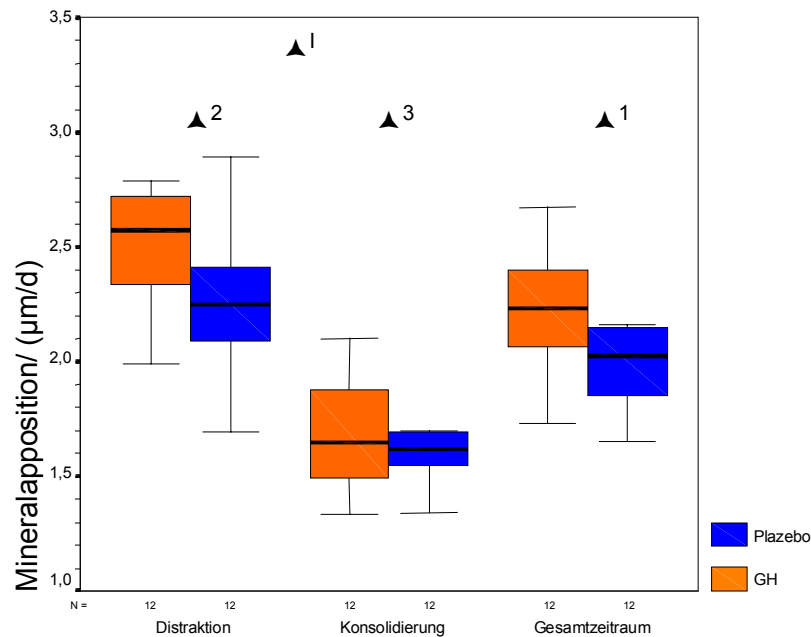 3,5
I
2
3
1
3,0
2,5
2,0
1,5
1,0
Mineralapposition/ (µm/d)
N = 12 12 12 12 12 12
Distraktion Konsolidierung Gesamtzeitraum
Plazebo
GH